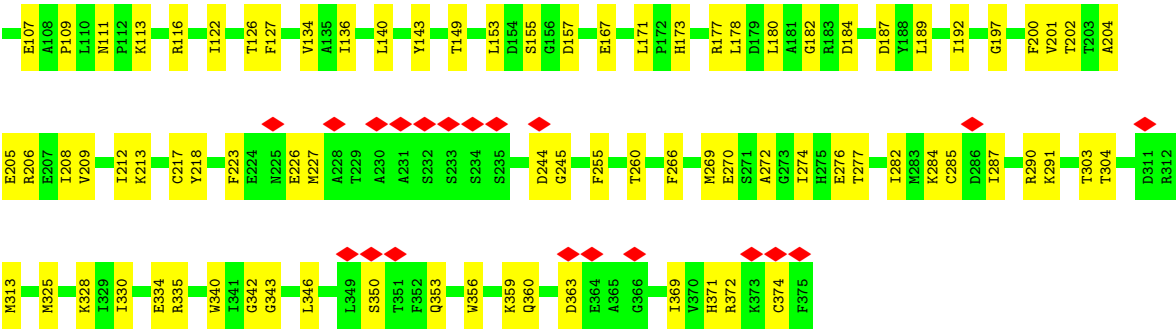 E107 A108 P109 L110 N111 P112 K113 R116 I122 T126 F127 V134 A135 I136 L140 Y143 T149 L153 D154 S155 G156 D157 E167 L171 P172 H173 R177 L178 D179 L180 A181 G182 R183 D184 D187 Y188 L189 I192 G197 F200 V201 T202 T203 A204
E205 R206 E207 I208 V209 I212 K213 C217 Y218 F223 E224 N225 E226 M227 A228 T229 A230 A231 S232 S233 S234 S235 D244 G245 F255 T260 F266 M269 E270 S271 A272 G273 I274 H275 E276 T277 I282 M283 K284 C285 D286 I287 R290 K291 T303 T304 D311 R312
M313 M325 K328 I329 I330 E334 R335 W340 I341 G342 G343 L346 L349 S350 T351 F352 Q353 W356 K359 Q360 D363 E364 A365 G366 I369 V370 H371 R372 K373 C374 F375